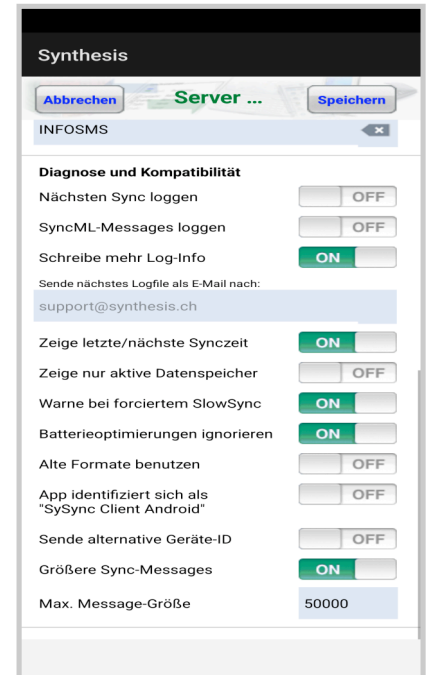 Synthesis
Abbrechen Server ... Speichern
INFOSMS
Diagnose und Kompatibilität
Nächsten Sync loggen OFF
SyncML-Messages loggen OFF
Schreibe mehr Log-Info ON
Sende nächstes Logfile als E-Mail nach:
support@synthesis.ch
Zeige letzte/nächste Synczeit ON
Zeige nur aktive Datenspeicher OFF
Warne bei forciertem SlowSync ON
Batterieoptimierungen ignorieren ON
Alte Formate benutzen OFF
App identifiziert sich als OFF
"SySync Client Android"
Sende alternative Geräte-ID OFF
Größere Sync-Messages ON
Max. Message-Größe 50000